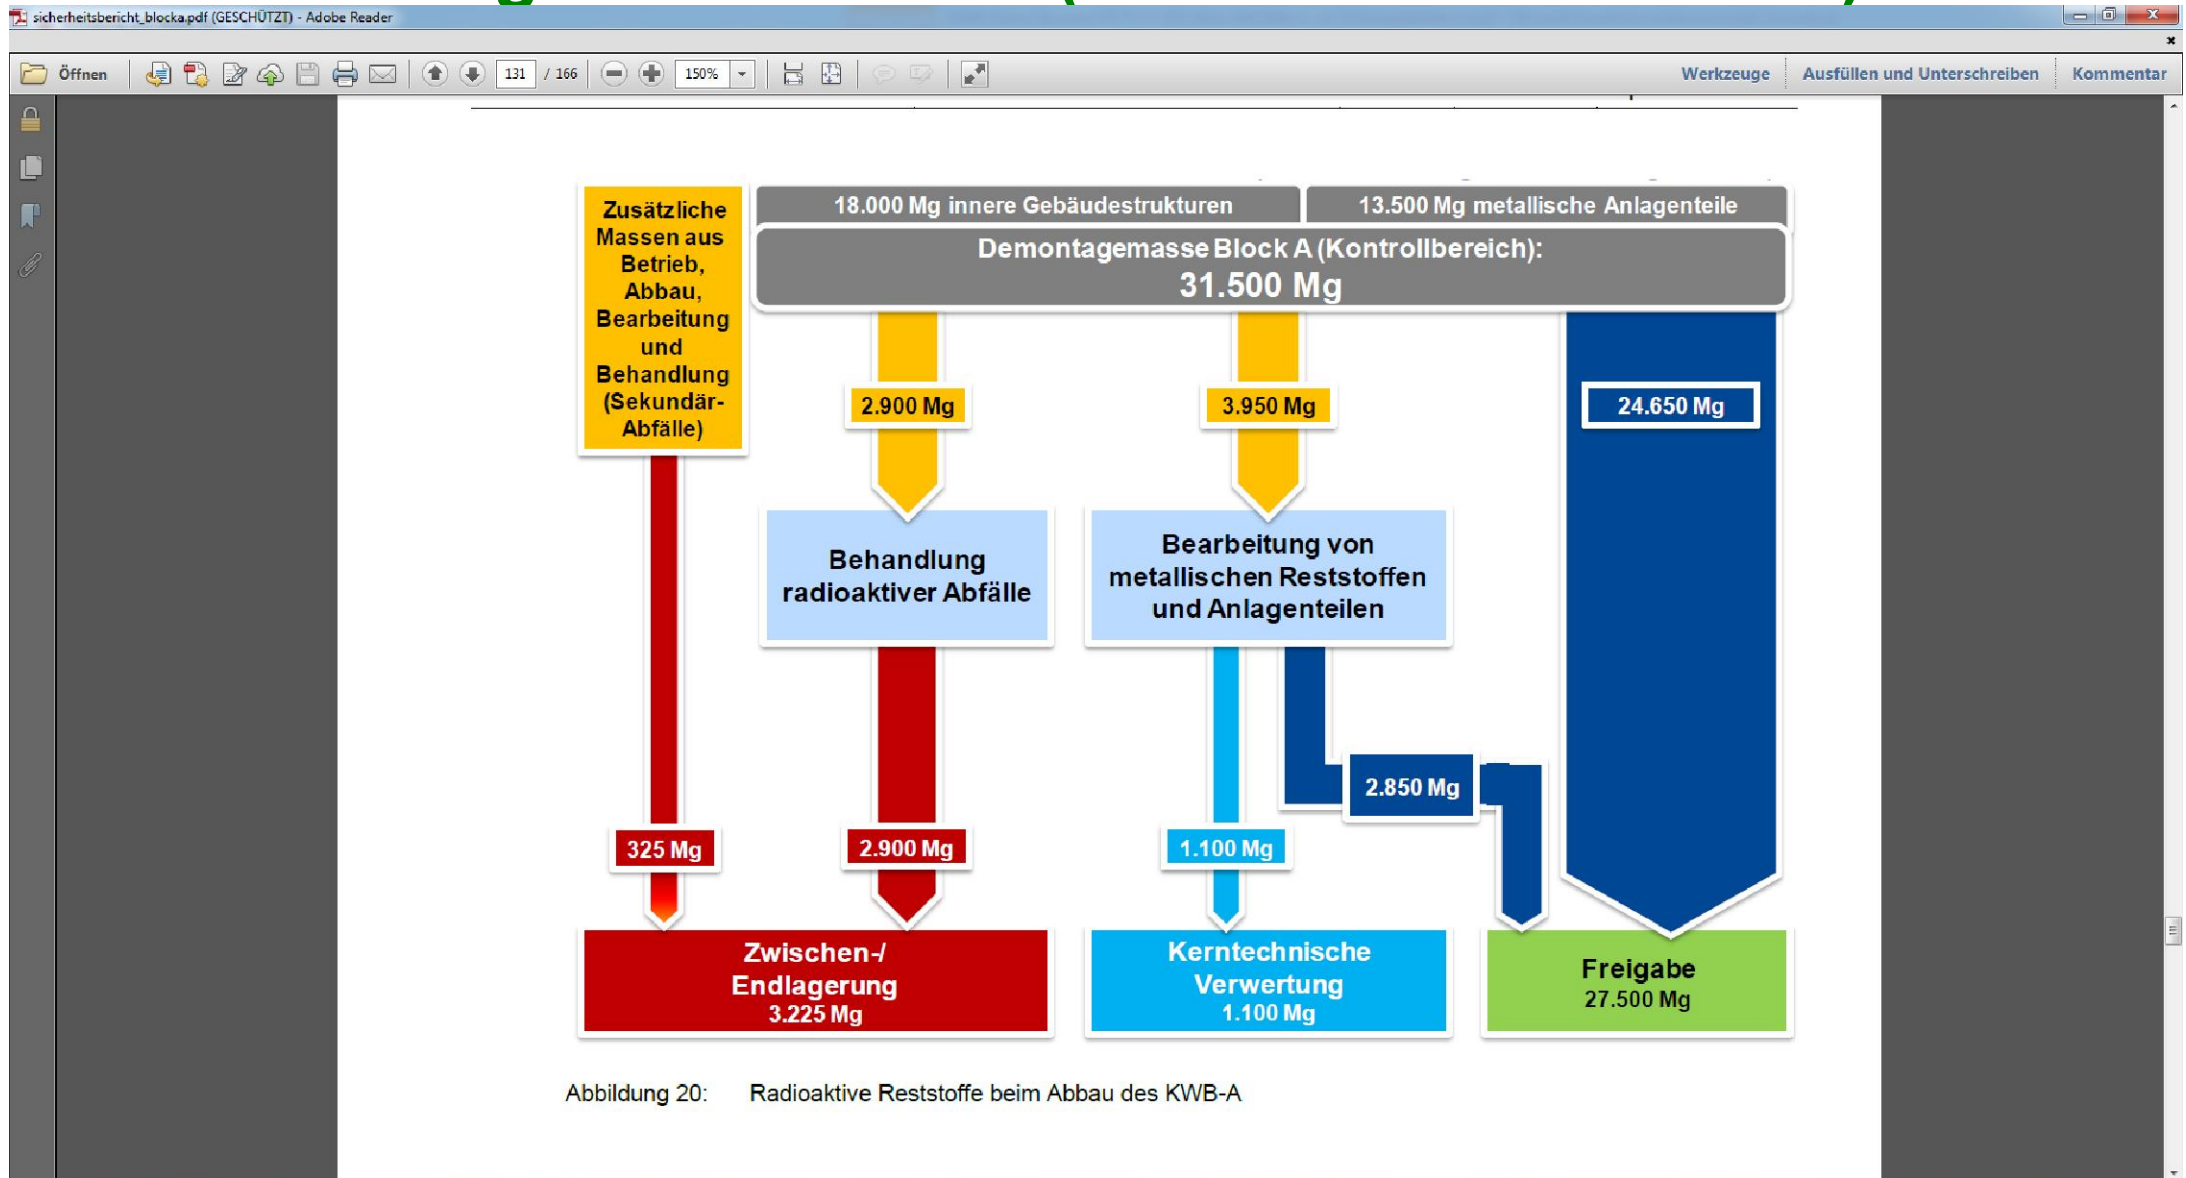 sicherheitsbericht_blocka.pdf (GESCHÜTZT) - Adobe Reader
Öffnen
131 / 166
150%
Werkzeuge
Ausfüllen und Unterschreiben
Kommentar
Zusätzliche
Massen aus
Betrieb,
Abbau,
Bearbeitung
und
Behandlung
(Sekundär-
Abfälle)
18.000 Mg innere Gebäudestrukturen
13.500 Mg metallische Anlagenteile
Demontagemasse Block A (Kontrollbereich):
31.500 Mg
2.900 Mg
3.950 Mg
24.650 Mg
Behandlung
radioaktiver Abfälle
Bearbeitung von
metallischen Reststoffen
und Anlagenteilen
2.850 Mg
325 Mg
2.900 Mg
1.100 Mg
Zwischen-/
Endlagerung
3.225 Mg
Kerntechnische
Verwertung
1.100 Mg
Freigabe
27.500 Mg
Abbildung 20: Radioaktive Reststoffe beim Abbau des KWB-A